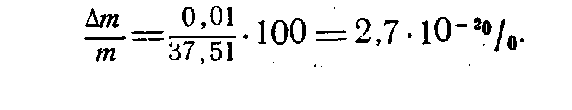 Δm/m = 0,01/37,51 · 100 = 2,7 · 10⁻²%.